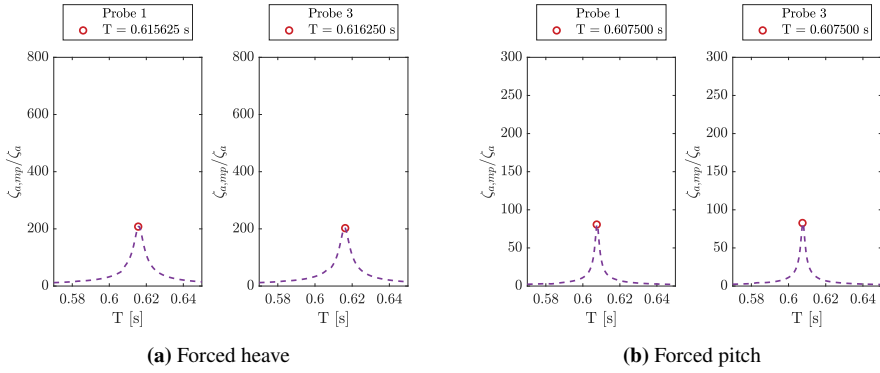 Probe 1
T = 0.615625 s
800
600
400
200
0
ζa,mp/ζa
0.58 0.6 0.62 0.64
T [s]
Probe 3
T = 0.616250 s
800
600
400
200
0
ζa,mp/ζa
0.58 0.6 0.62 0.64
T [s]
(a) Forced heave
Probe 1
T = 0.607500 s
300
250
200
150
100
50
0
ζa,mp/ζa
0.58 0.6 0.62 0.64
T [s]
Probe 3
T = 0.607500 s
300
250
200
150
100
50
0
ζa,mp/ζa
0.58 0.6 0.62 0.64
T [s]
(b) Forced pitch